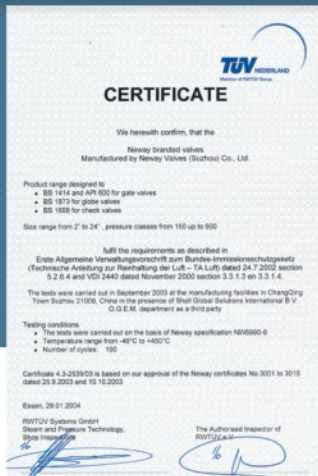 TÜV NEDERLAND
Member of RWTÜV Group
CERTIFICATE
We herewith confirm, that the
Neway branded valves
Manufactured by Neway Valves (Suzhou) Co., Ltd.
Product range designed to
• BS 1414 and API 600 for gate valves
• BS 1873 for globe valves
• BS 1868 for check valves
Size range from 2" to 24" , pressure classes from 150 up to 900
fulfil the requirements as described in
Erste Allgemeine Verwaltungsvorschrift zum Bundes-Immissionsschutzgesetz
(Technische Anleitung zur Reinhaltung der Luft – TA Luft) dated 24.7.2002 section
5.2.6.4 and VDI 2440 dated November 2000 section 3.3.1.3 en 3.3.1.4.
The tests were carried out in September 2003 at the manufacturing facilities in ChangQing
Town Suzhou 21008, China in the presence of Shell Global Solutions International B.V.
O.G.E.M. department as a third party
Testing conditions
• The tests were carried out on the basis of Neway specification NW6990-6
• Temperature range from -46°C to +450°C
• Number of cycles: 100
Certificate 4.3-2539/03 is based on our approval of the Neway certificates No.3001 to 3015
dated 25.9.2003 and 10.10.2003
Essen, 29.01.2004
RWTÜV Systems GmbH
Steam and Pressure Technology,
Shop Inspections
The Authorised Inspector of
RWTÜV e.V.